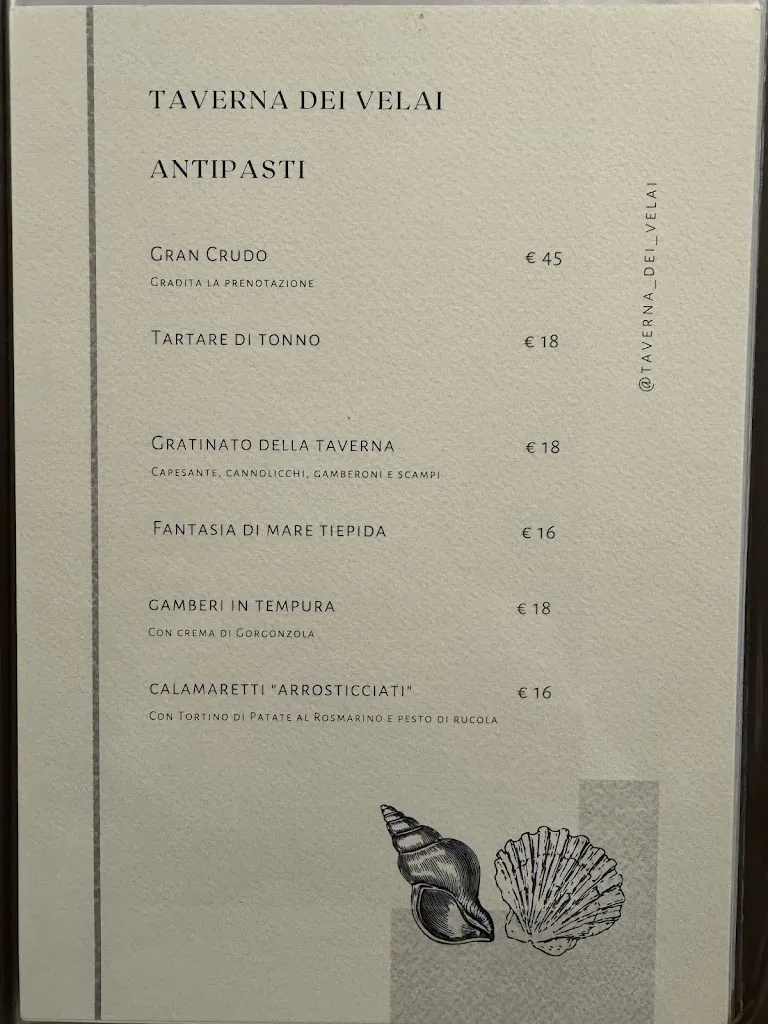 TAVERNA DEI VELAI
ANTIPASTI
GRAN CRUDO € 45
GRADITA LA PRENOTAZIONE
TARTARE DI TONNO € 18
GRATINATO DELLA TAVERNA € 18
CAPESANTE, CANNOLICCHI, GAMBERONI E SCAMPI
FANTASIA DI MARE TIEPIDA € 16
GAMBERI IN TEMPURA € 18
CON CREMA DI GORGONZOLA
CALAMARETTI "ARROSTICCIATI" € 16
CON TORTINO DI PATATE AL ROSMARINO E PESTO DI RUCOLA
@TAVERNA_DEI_VELAI